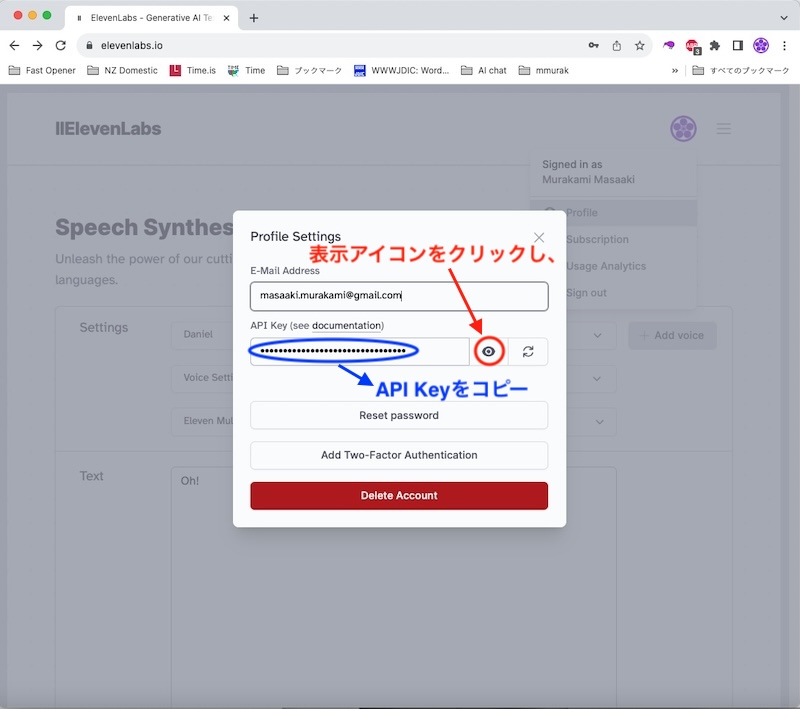 ElevenLabs - Generative AI Te
elevenlabs.io
Fast Opener
NZ Domestic
Time.is
Time
ブックマーク
WWWJDIC: Word...
AI chat
mmurak
»
すべてのブックマーク
IIElevenLabs
Signed in as
Murakami Masaaki
Profile
Subscription
Usage Analytics
Sign out
Speech Synthes
Unleash the power of our cutti
languages.
Settings
Daniel
+ Add voice
Voice Setti
Eleven Mul
Text
Oh!
Profile Settings
表示アイコンをクリックし、
E-Mail Address
masaaki.murakami@gmail.com
API Key (see documentation)
API Keyをコピー
Reset password
Add Two-Factor Authentication
Delete Account